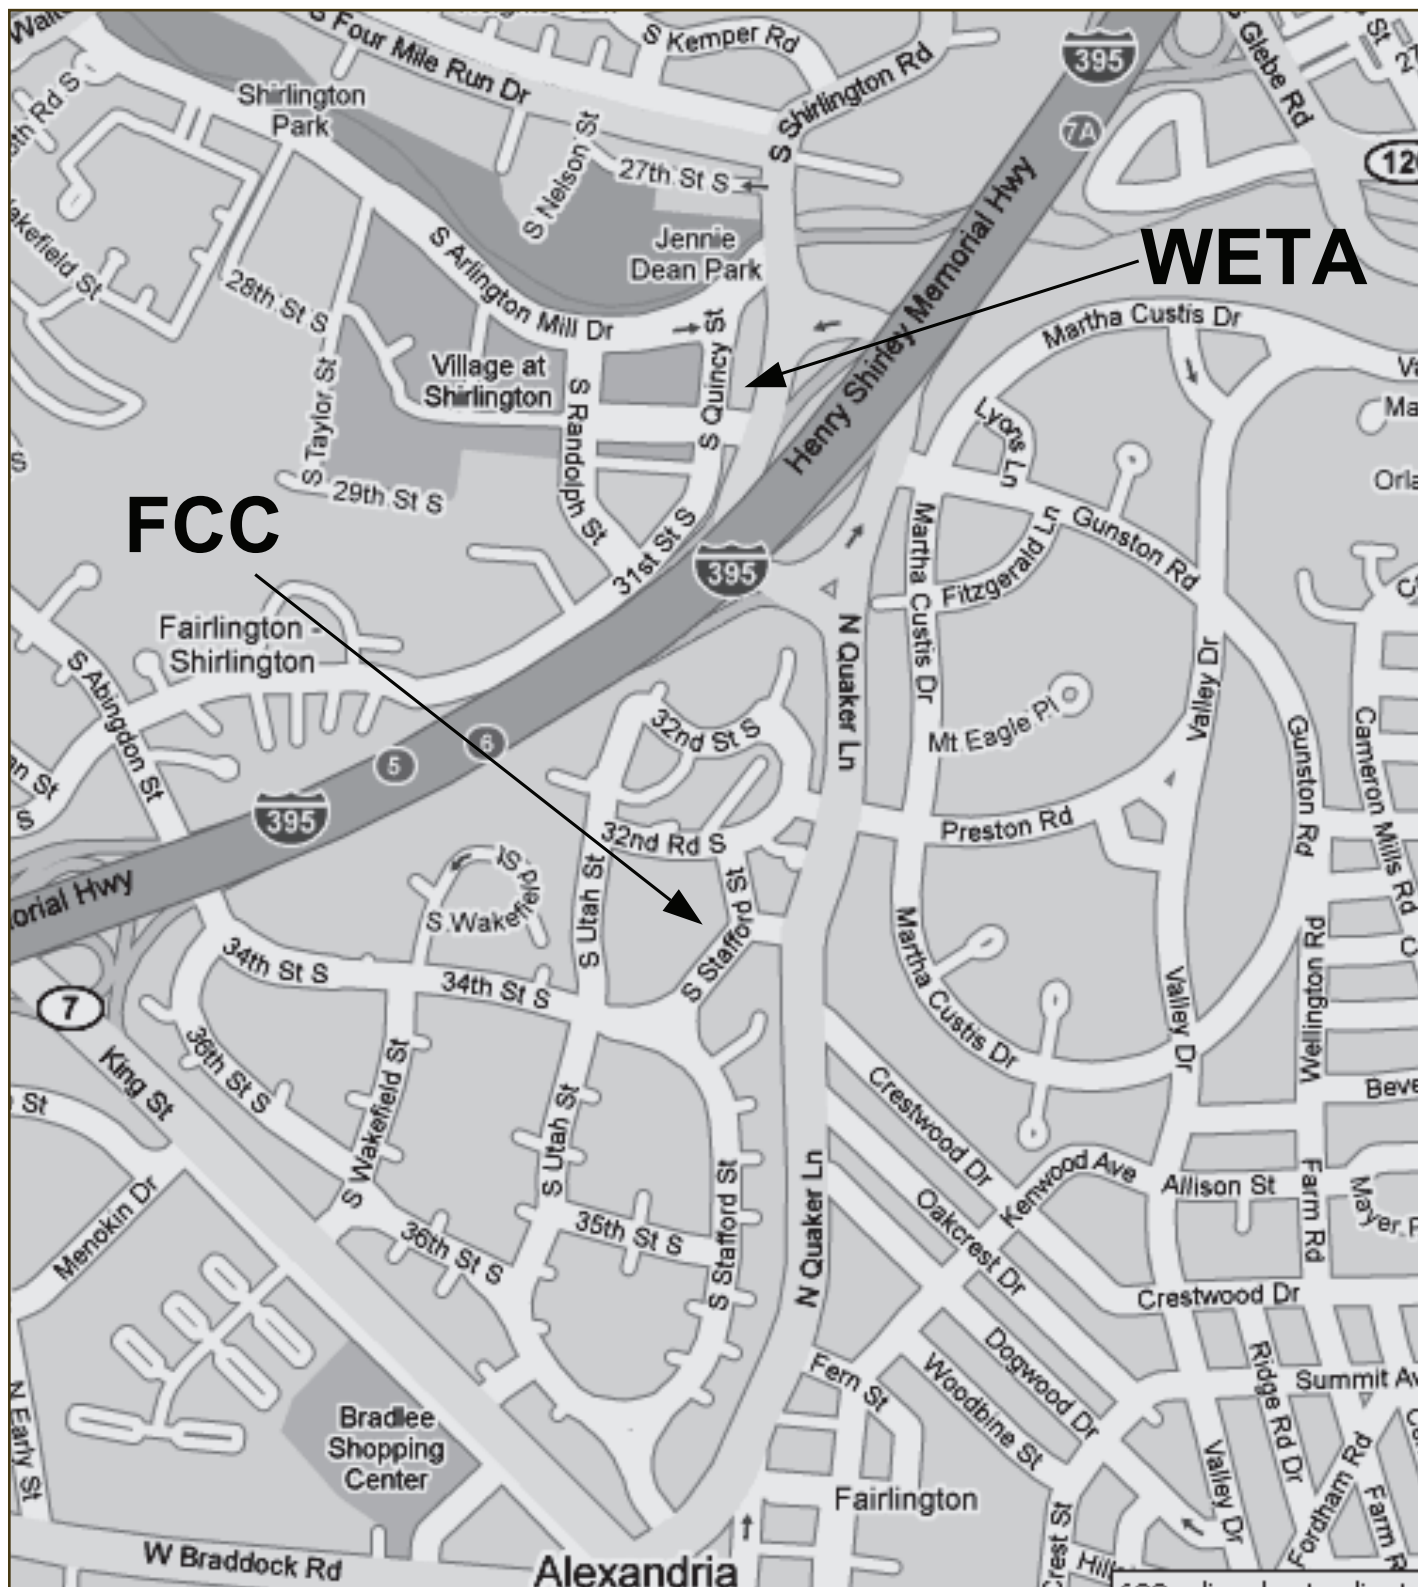 S Four Mile Run Dr
S Kemper Rd
S Shirlington Rd
395
S Glebe Rd
7A
Shirlington
Park
S Nelson St
27th St S
Henry Shirley Memorial Hwy
Jennie
Dean Park
WETA
S Arlington Mill Dr
28th St S
S Quincy St
Martha Custis Dr
Village at
Shirlington
S Taylor St
S Randolph St
Lyons Ln
29th St S
FCC
31st St S
395
Martha Custis Dr
Fitzgerald Ln
Gunston Rd
Fairlington -
Shirlington
N Quaker Ln
S Abingdon St
32nd St S
Mt Eagle Pl
Valley Dr
Gunston Rd
Cameron Mills Rd
6
5
395
32nd Rd S
Preston Rd
S Utah St
S Wakefield St
S Stafford St
34th St S
34th St S
Martha Custis Dr
Valley Dr
Wellington Rd
7
King St
36th St S
S Wakefield St
S Utah St
Crestwood Dr
Menokin Dr
S Stafford St
N Quaker Ln
Kenwood Ave
Allison St
Farm Rd
36th St S
35th St S
Oakcrest Dr
Crestwood Dr
Fern St
Woodbine St
Dogwood Dr
Ridge Rd Dr
Summit Av
N Early St
Bradlee
Shopping
Center
Valley Dr
Fordham Rd
Fairlington
W Braddock Rd
Alexandria